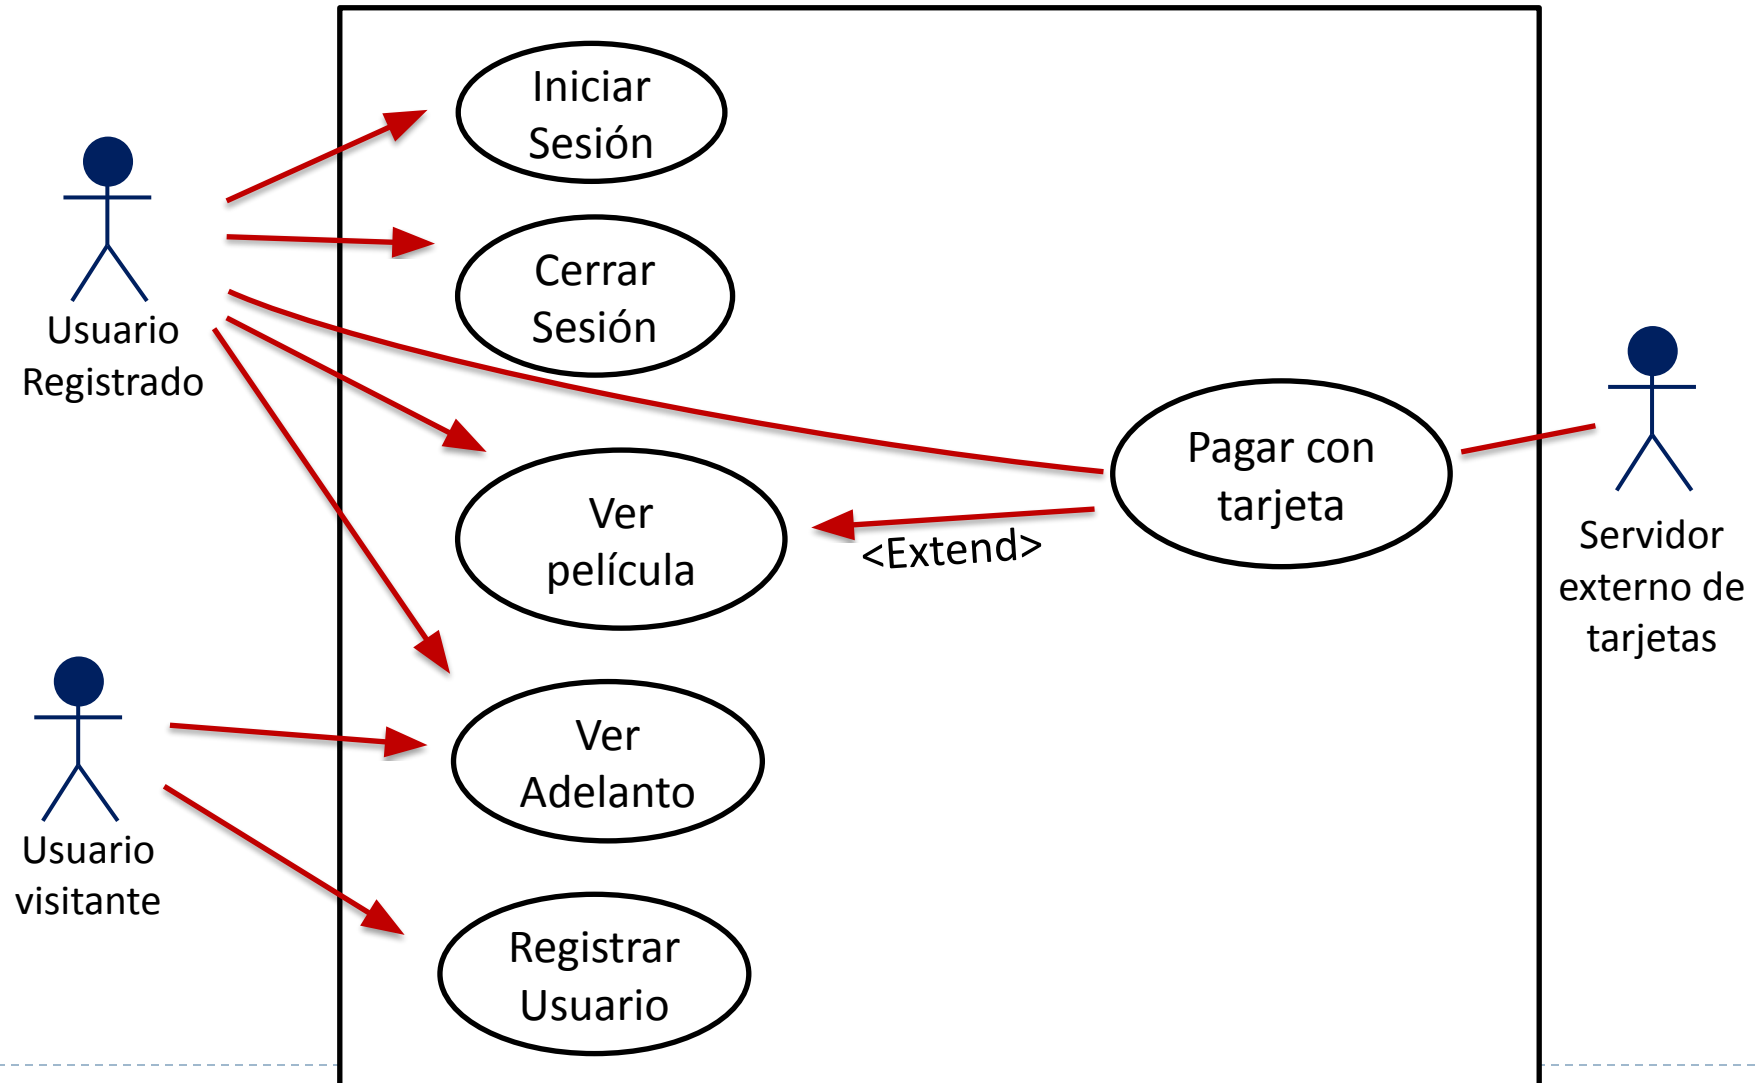 Iniciar
Sesión
Cerrar
Sesión
Usuario
Registrado
Pagar con
tarjeta
Ver
película
<Extend>
Servidor
externo de
tarjetas
Ver
Adelanto
Usuario
visitante
Registrar
Usuario